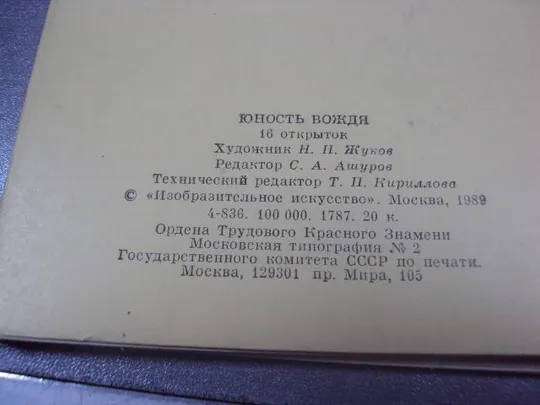 ЮНОСТЬ ВОЖДЯ
16 открыток
Художник Н. Н. Жуков
Редактор С. А. Ашуров
Технический редактор Т. П. Кириллова
© «Изобразительное искусство». Москва, 1989
4-836. 100 000. 1787. 20 к.
Ордена Трудового Красного Знамени
Московская типография № 2
Государственного комитета СССР по печати.
Москва, 129301 пр. Мира, 105